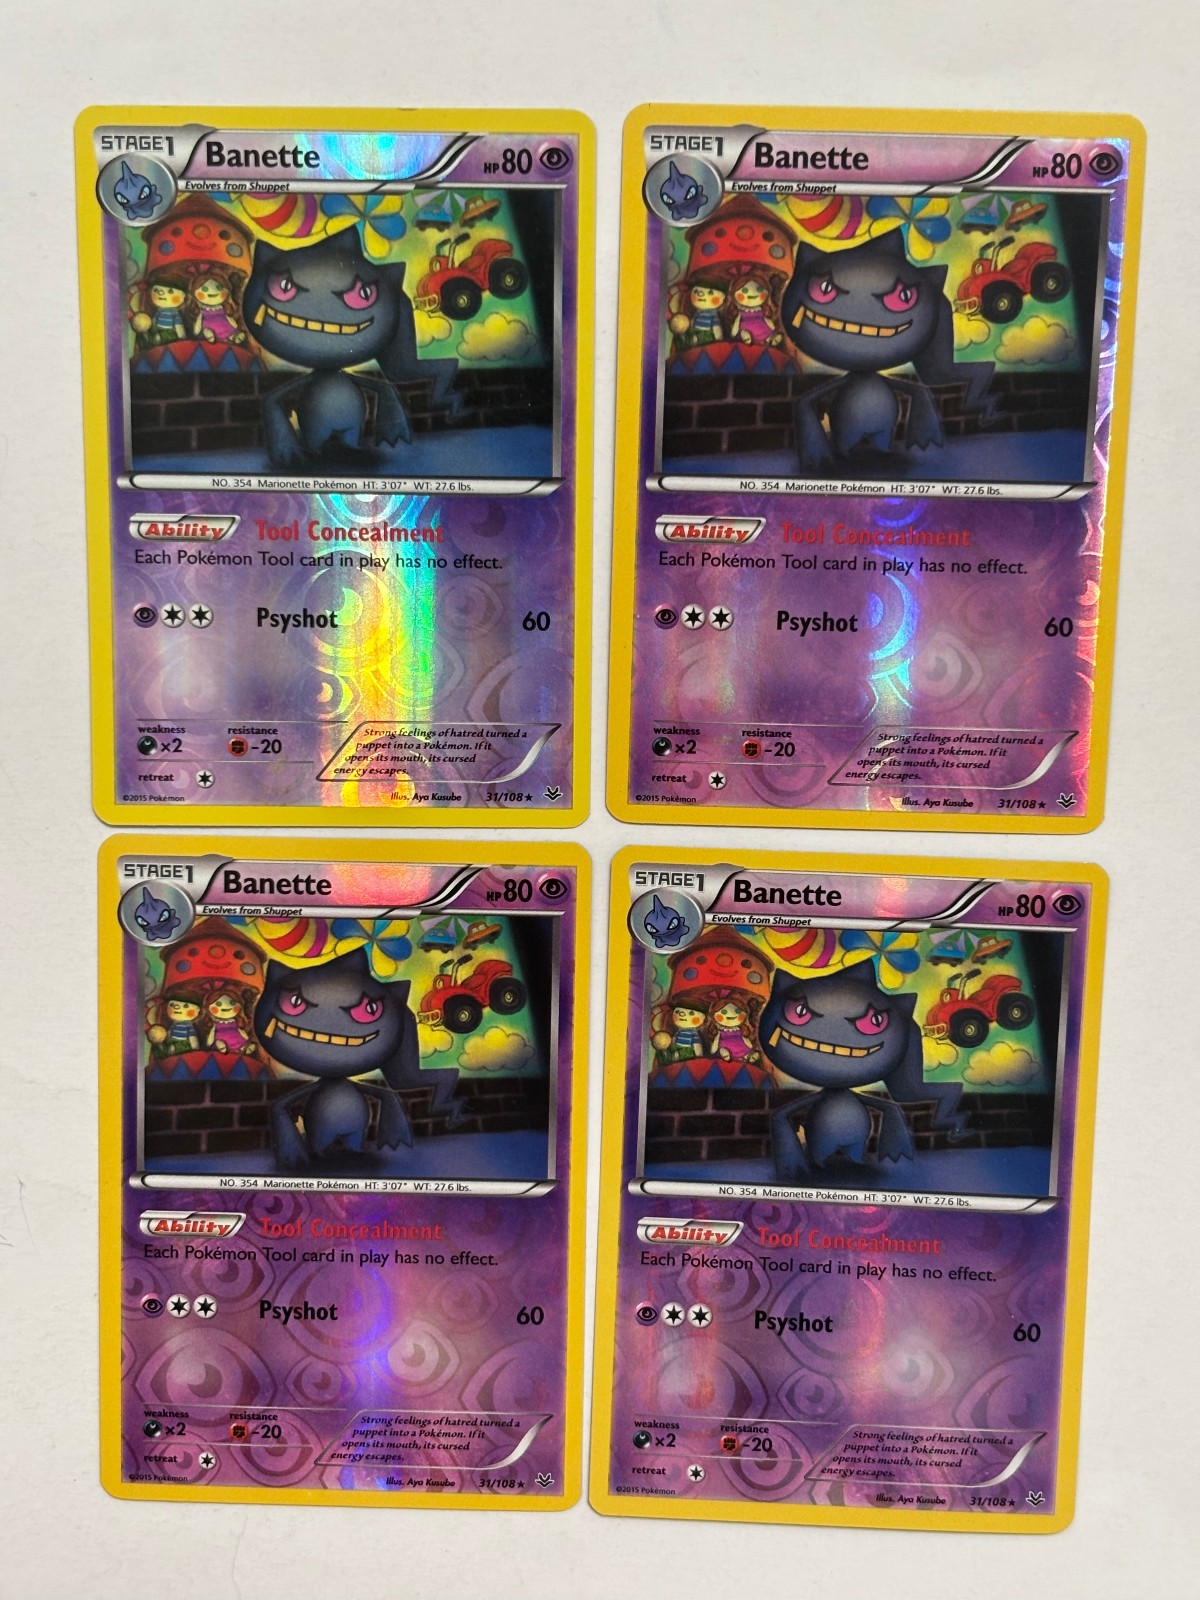 STAGE1 Banette HP80
Evolves from Shuppet
NO. 354 Marionette Pokémon HT: 3'07" WT: 27.6 lbs.
Ability Tool Concealment
Each Pokémon Tool card in play has no effect.
Psyshot 60
weakness resistance
×2 -20
retreat
Strong feelings of hatred turned a
puppet into a Pokémon. If it
opens its mouth, its cursed
energy escapes.
©2015 Pokémon Illus. Aya Kusube 31/108★
STAGE1 Banette HP80
Evolves from Shuppet
NO. 354 Marionette Pokémon HT: 3'07" WT: 27.6 lbs.
Ability Tool Concealment
Each Pokémon Tool card in play has no effect.
Psyshot 60
weakness resistance
×2 -20
retreat
Strong feelings of hatred turned a
puppet into a Pokémon. If it
opens its mouth, its cursed
energy escapes.
©2015 Pokémon Illus. Aya Kusube 31/108★
STAGE1 Banette HP80
Evolves from Shuppet
NO. 354 Marionette Pokémon HT: 3'07" WT: 27.6 lbs.
Ability Tool Concealment
Each Pokémon Tool card in play has no effect.
Psyshot 60
weakness resistance
×2 -20
retreat
Strong feelings of hatred turned a
puppet into a Pokémon. If it
opens its mouth, its cursed
energy escapes.
©2015 Pokémon Illus. Aya Kusube 31/108★
STAGE1 Banette HP80
Evolves from Shuppet
NO. 354 Marionette Pokémon HT: 3'07" WT: 27.6 lbs.
Ability Tool Concealment
Each Pokémon Tool card in play has no effect.
Psyshot 60
weakness resistance
×2 -20
retreat
Strong feelings of hatred turned a
puppet into a Pokémon. If it
opens its mouth, its cursed
energy escapes.
©2015 Pokémon Illus. Aya Kusube 31/108★